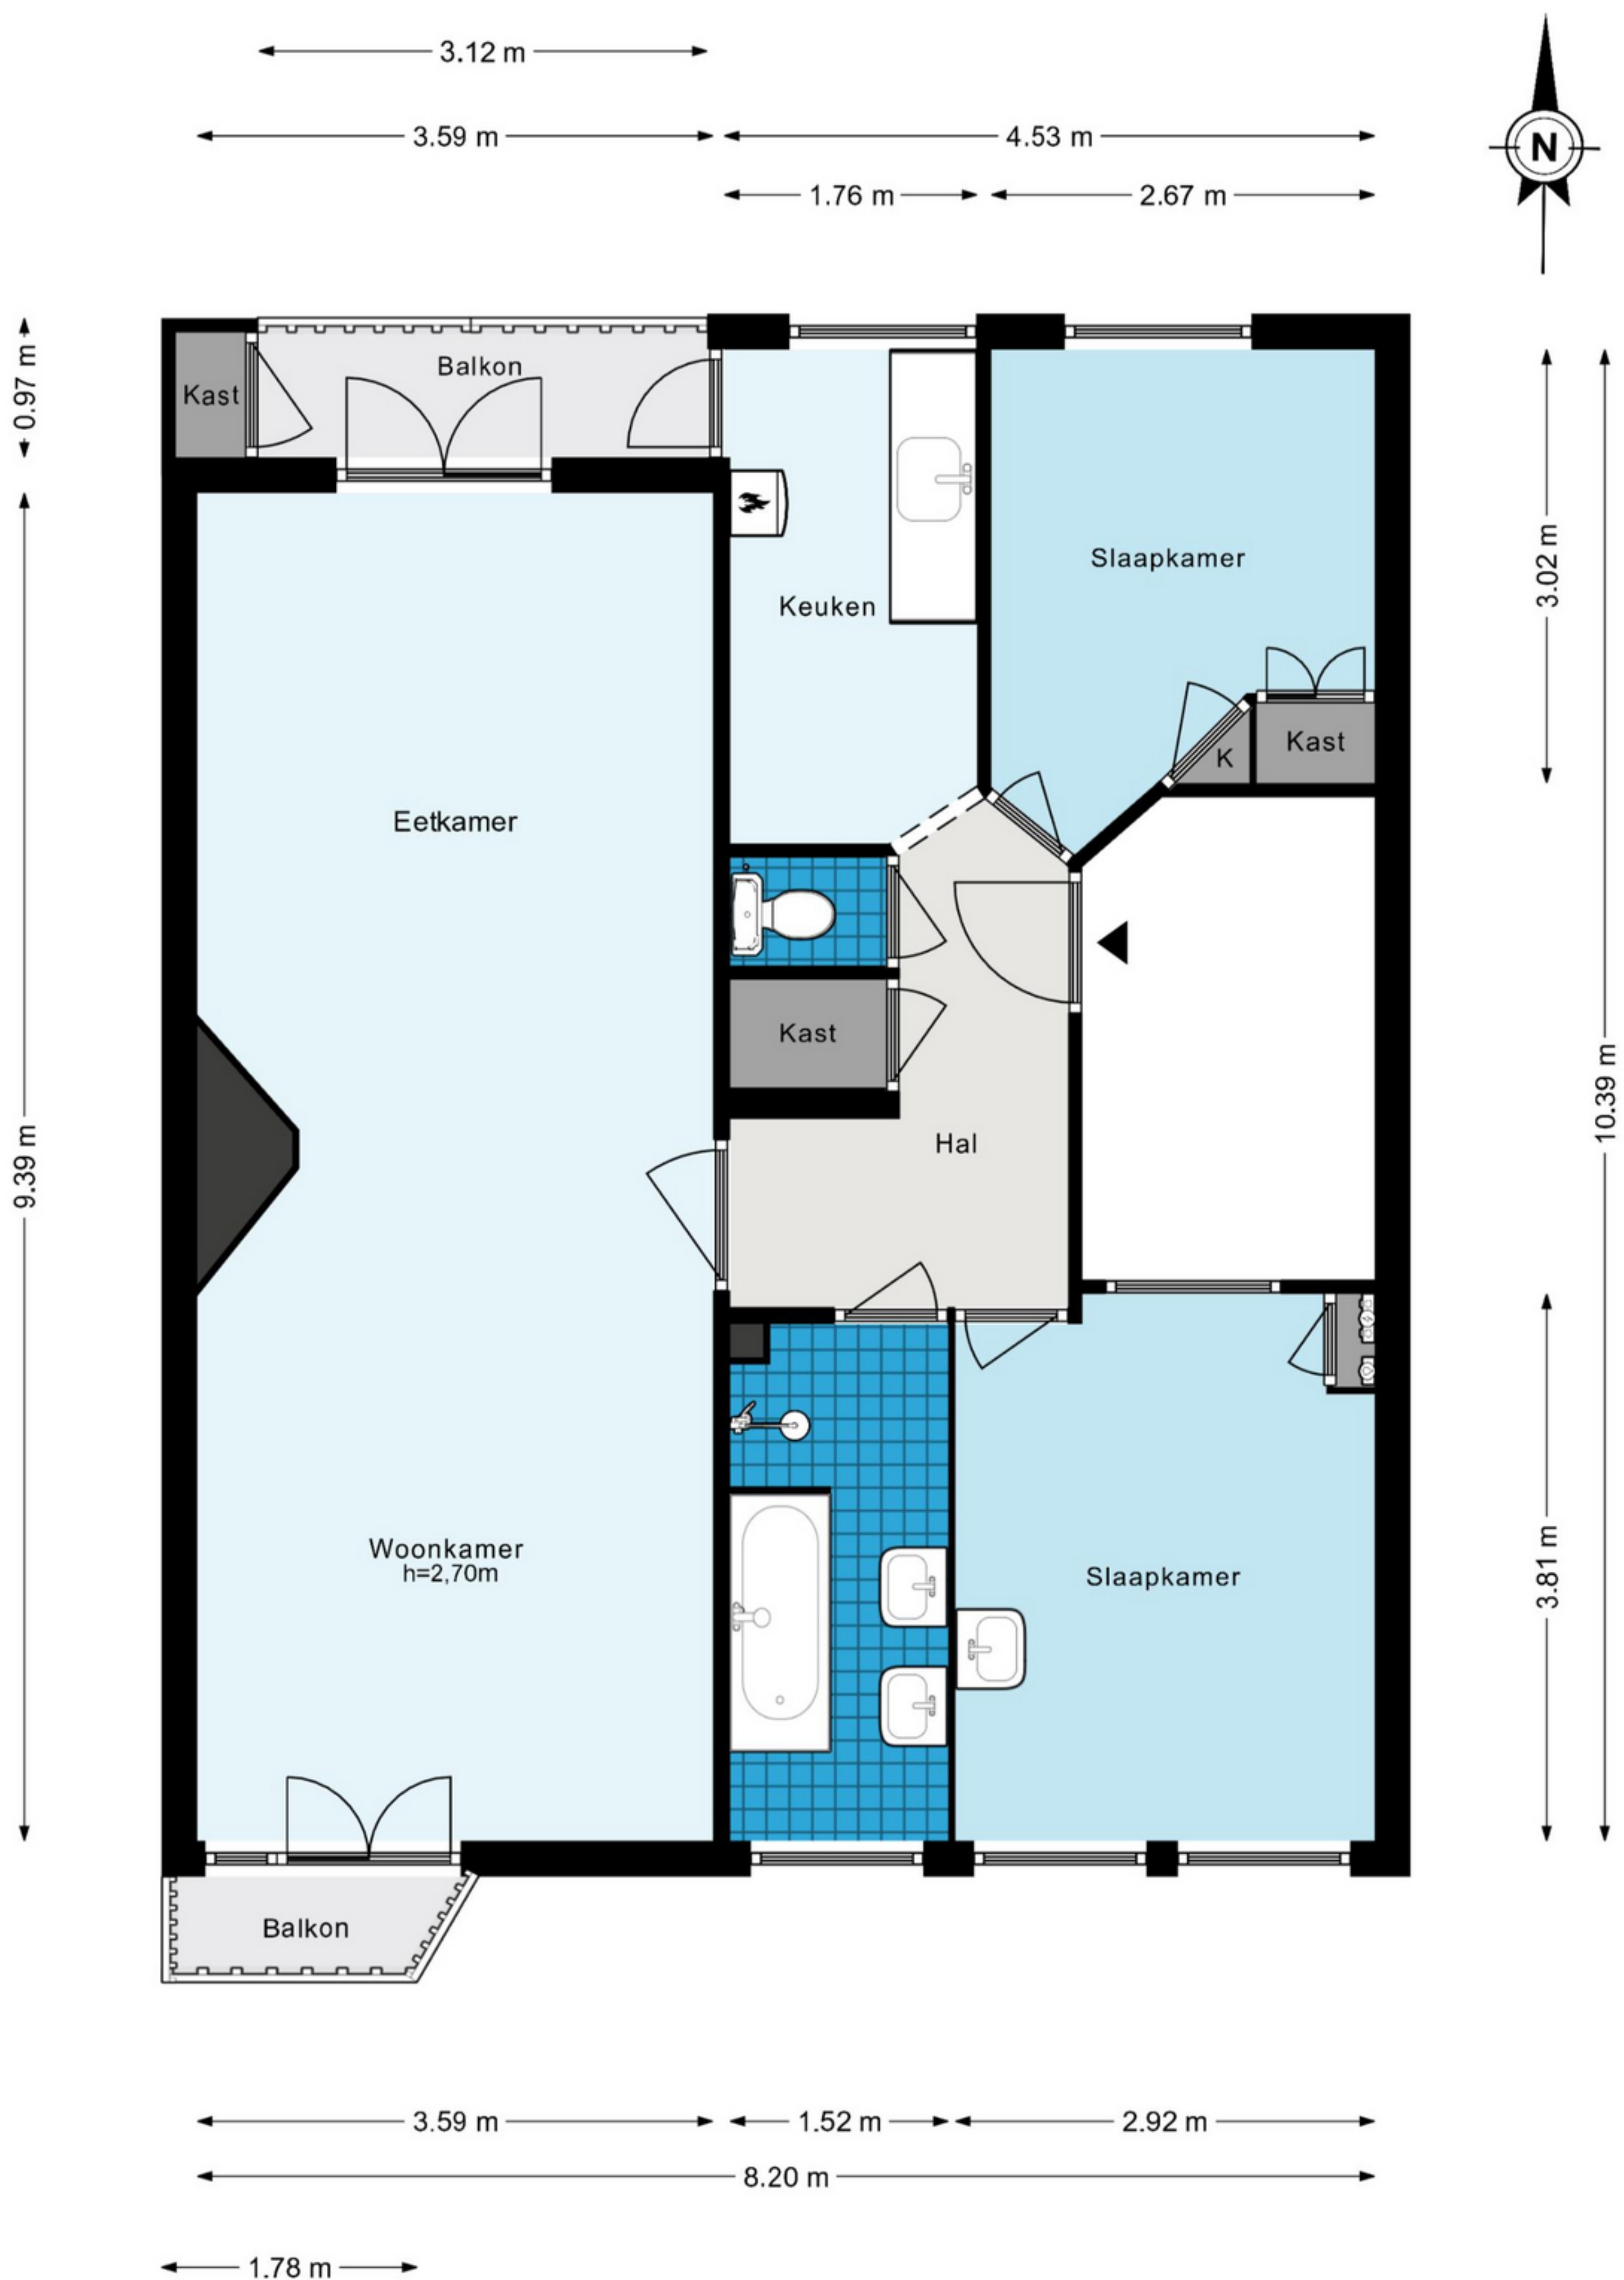 3.12 m
3.59 m
4.53 m
N
1.76 m
2.67 m
0.97 m
Balkon
Kast
3.02 m
Slaapkamer
Keuken
K
Kast
Eetkamer
Kast
10.39 m
9.39 m
Hal
Woonkamer
h=2,70m
3.81 m
Slaapkamer
Balkon
3.59 m
1.52 m
2.92 m
8.20 m
1.78 m